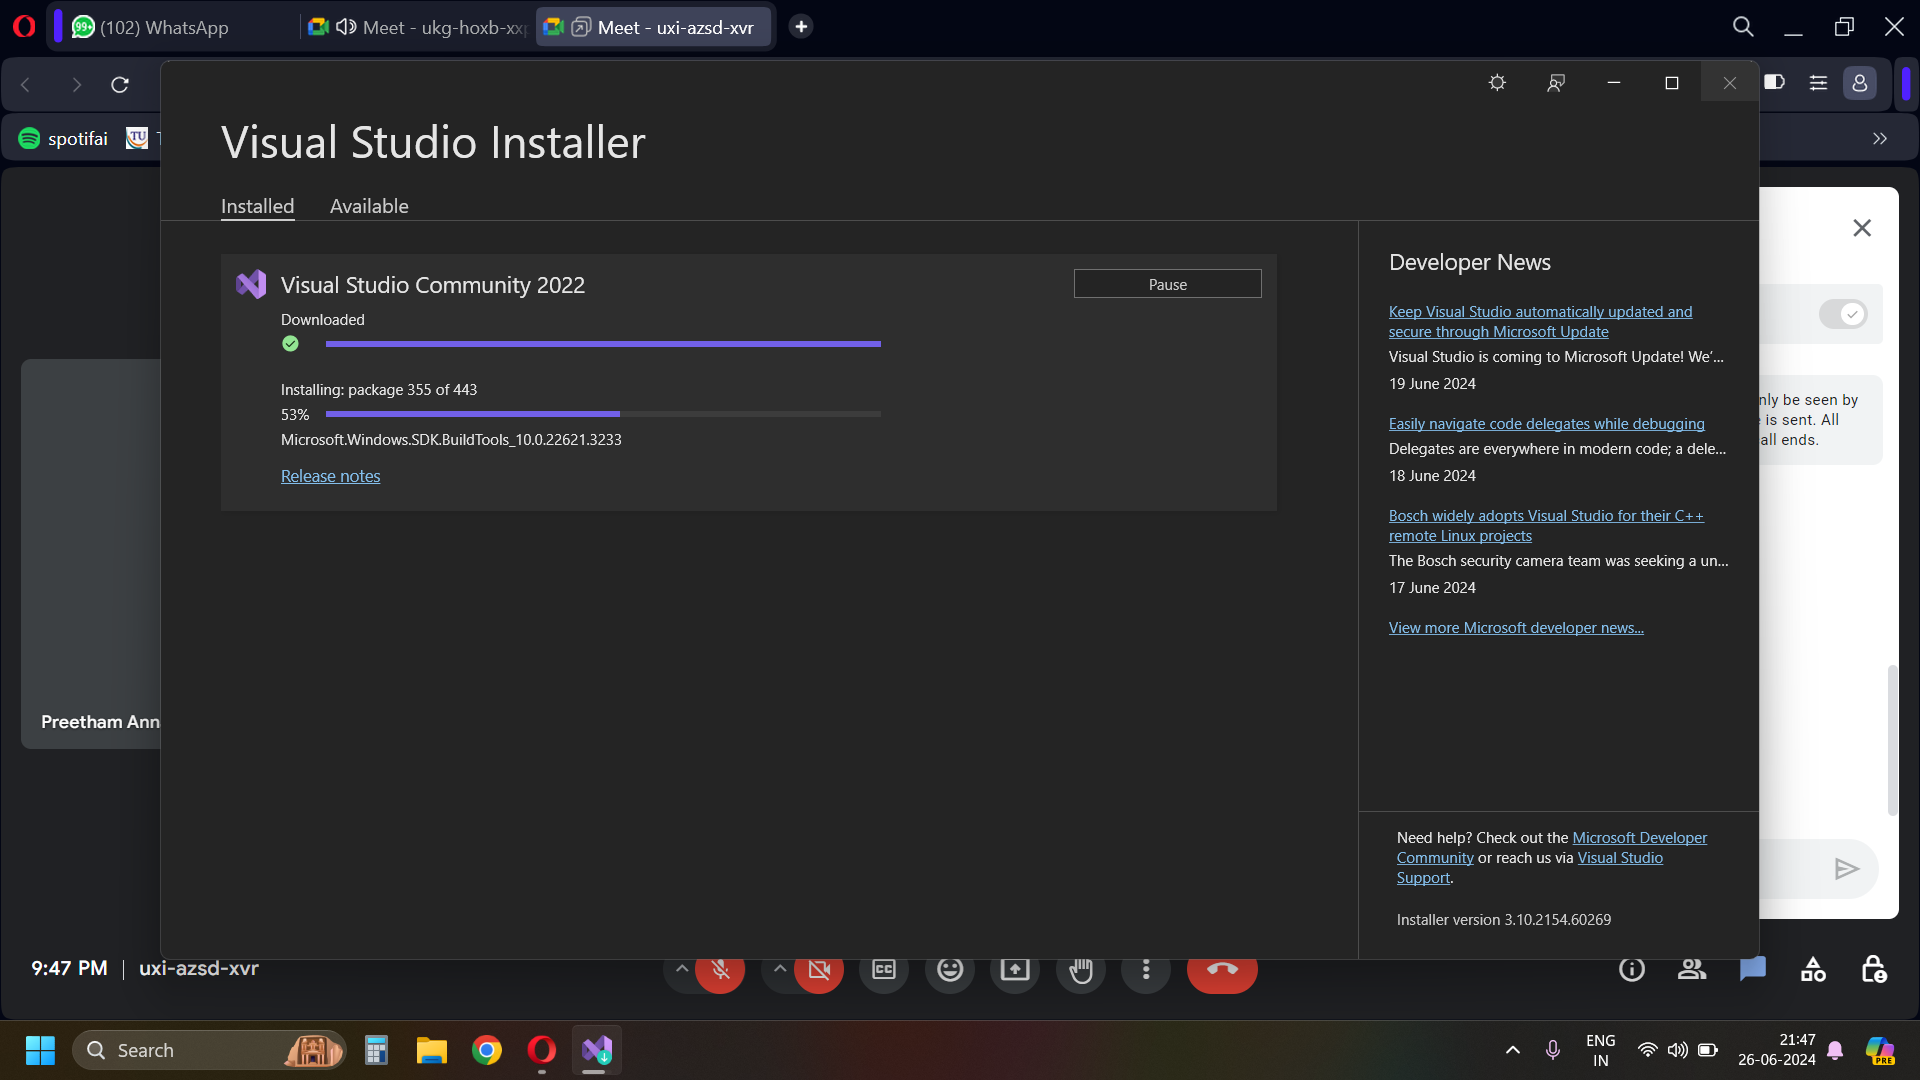 99+
(102) WhatsApp
Meet - ukg-hoxb-xxp
Meet - uxi-azsd-xvr
spotifai
TU
Visual Studio Installer
Installed
Available
Visual Studio Community 2022
Pause
Downloaded
Installing: package 355 of 443
53%
Microsoft.Windows.SDK.BuildTools_10.0.22621.3233
Release notes
Developer News
Keep Visual Studio automatically updated and
secure through Microsoft Update
Visual Studio is coming to Microsoft Update! We'...
19 June 2024
Easily navigate code delegates while debugging
Delegates are everywhere in modern code; a dele...
18 June 2024
Bosch widely adopts Visual Studio for their C++
remote Linux projects
The Bosch security camera team was seeking a un...
17 June 2024
View more Microsoft developer news...
Need help? Check out the Microsoft Developer
Community or reach us via Visual Studio
Support.
Installer version 3.10.2154.60269
nly be seen by
is sent. All
all ends.
Preetham Ann
9:47 PM
uxi-azsd-xvr
CC
Search
ENG
IN
21:47
26-06-2024
PRE